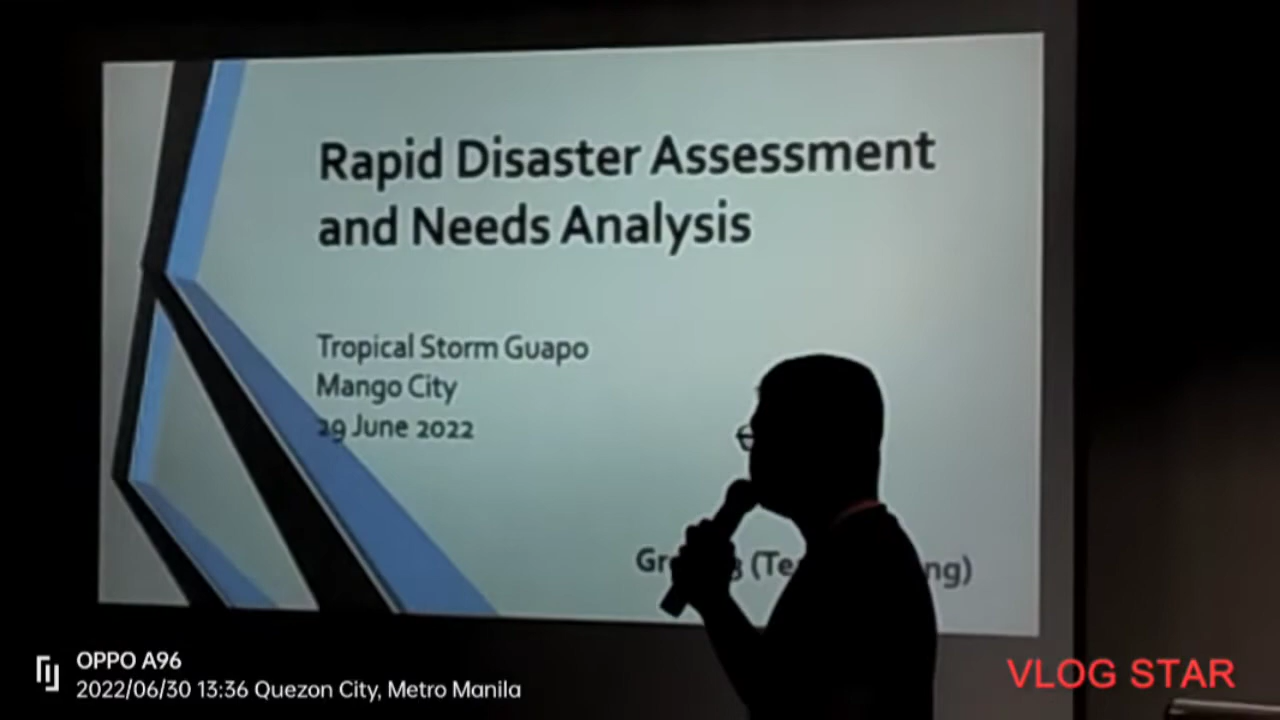 Rapid Disaster Assessment
and Needs Analysis
Tropical Storm Guapo
Mango City
29 June 2022
OPPO A96
2022/06/30 13:36 Quezon City, Metro Manila
VLOG STAR